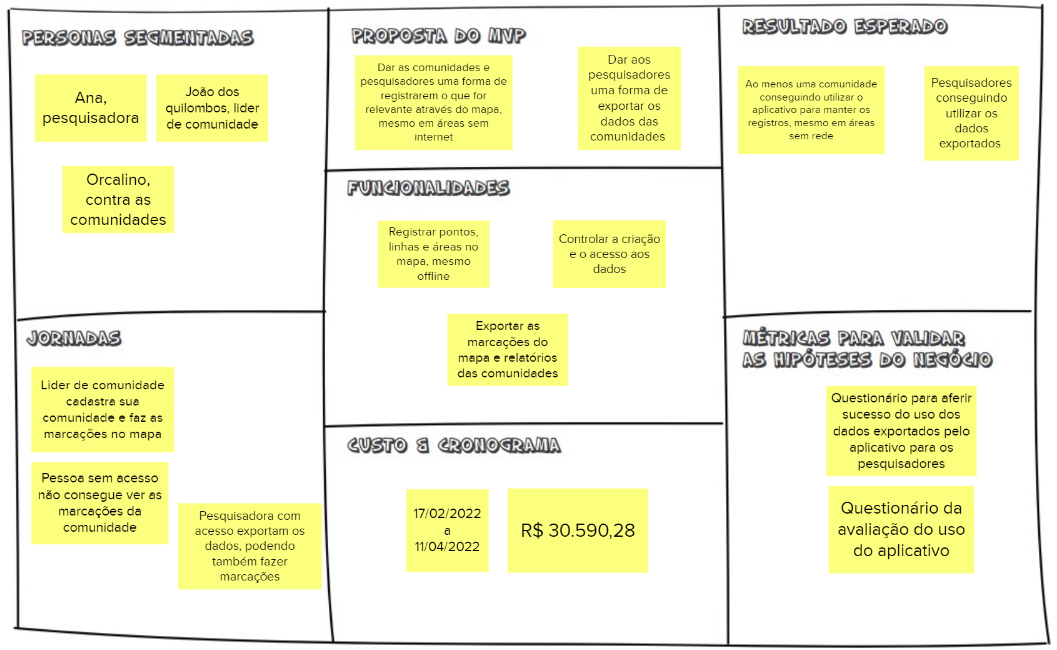 PERSONAS SEGMENTADAS
Ana,
pesquisadora
João dos
quilombos, lider
de comunidade
Orcalino,
contra as
comunidades
PROPOSTA DO MVP
Dar as comunidades e
pesquisadores uma forma de
registrarem o que for
relevante através do mapa,
mesmo em áreas sem
internet
Dar aos
pesquisadores
uma forma de
exportar os
dados das
comunidades
RESULTADO ESPERADO
Ao menos uma comunidade
conseguindo utilizar o
aplicativo para manter os
registros, mesmo em áreas
sem rede
Pesquisadores
conseguindo
utilizar os
dados
exportados
FUNCIONALIDADES
Registrar pontos,
linhas e áreas no
mapa, mesmo
offline
Controlar a criação
e o acesso aos
dados
Exportar as
marcações do
mapa e relatórios
das comunidades
JORNADAS
Lider de comunidade
cadastra sua
comunidade e faz as
marcações no mapa
Pessoa sem acesso
não consegue ver as
marcações da
comunidade
Pesquisadora com
acesso exportam os
dados, podendo
também fazer
marcações
CUSTO & CRONOGRAMA
17/02/2022
a
11/04/2022
R$ 30.590,28
MÉTRICAS PARA VALIDAR
AS HIPÓTESES DO NEGÓCIO
Questionário para aferir
sucesso do uso dos
dados exportados pelo
aplicativo para os
pesquisadores
Questionário da
avaliação do uso
do aplicativo